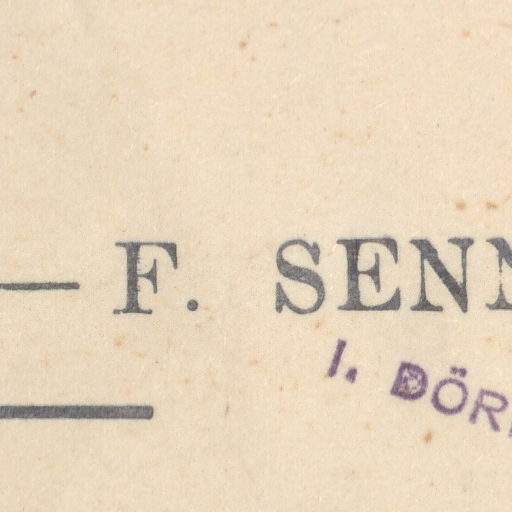 — F. SENN
I. DÖR